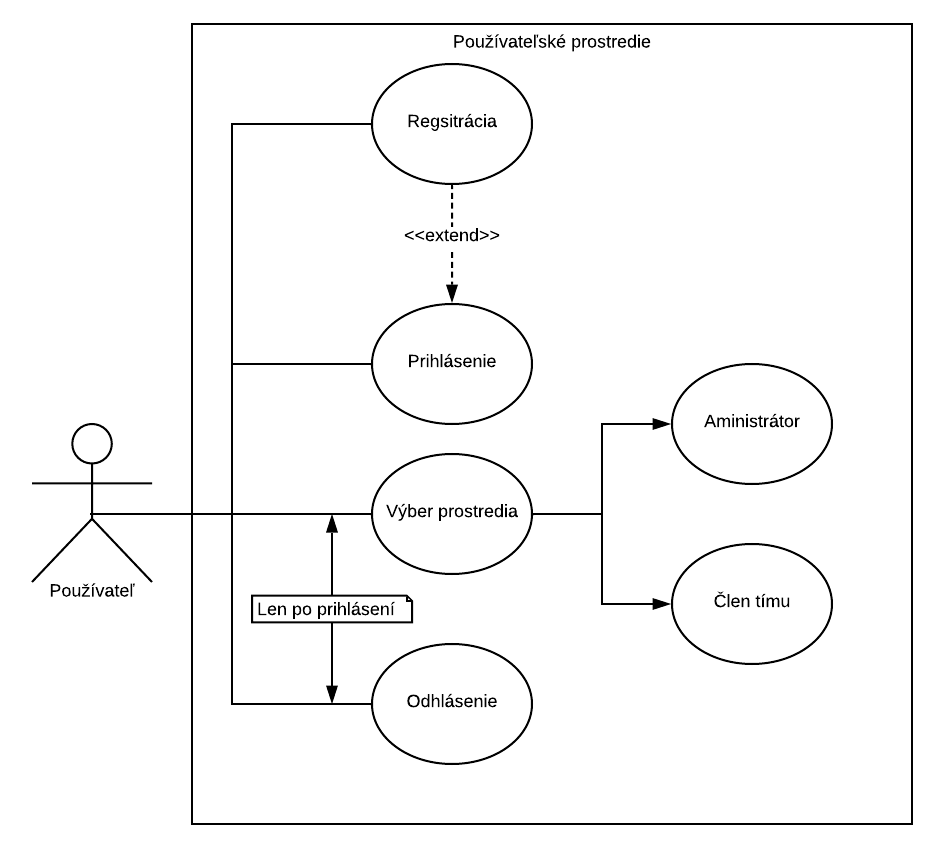 Používateľské prostredie
Regsitrácia
<<extend>>
Prihlásenie
Aministrátor
Výber prostredia
Používateľ
Len po prihlásení
Člen tímu
Odhlásenie